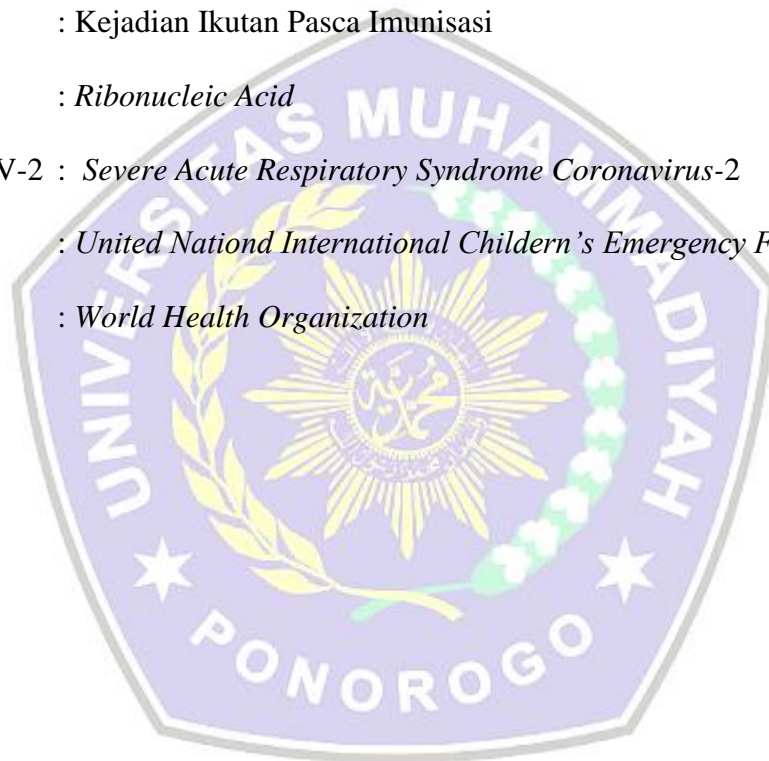 : Kejadian Ikutan Pasca Imunisasi
: Ribonucleic Acid
V-2 : Severe Acute Respiratory Syndrome Coronavirus-2
: United Nationd International Childern’s Emergency F
: World Health Organization
UNIVERSITAS MUHAMMADIYAH
PONOROGO